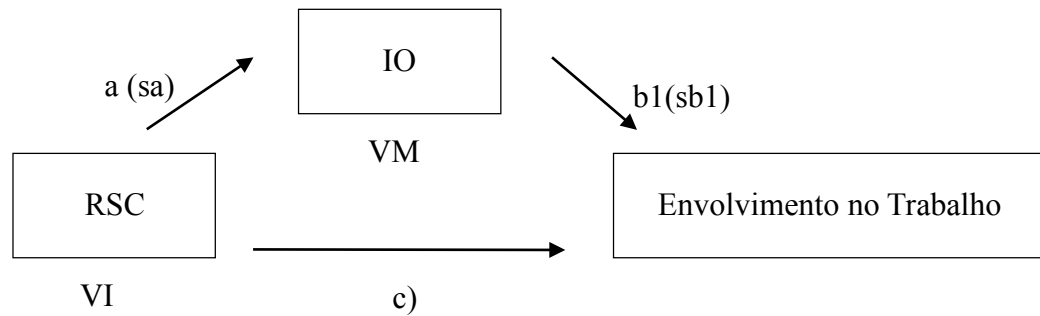 IO
a (sa)
b1(sb1)
VM
RSC
Envolvimento no Trabalho
VI
c)